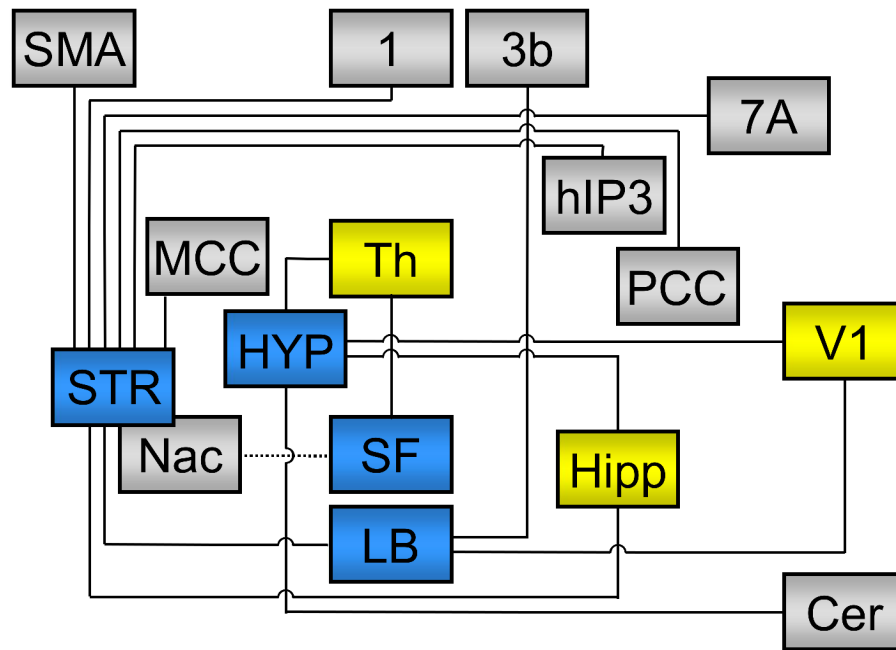 SMA
1
3b
7A
hIP3
MCC
Th
PCC
HYP
V1
STR
Nac
SF
Hipp
LB
Cer